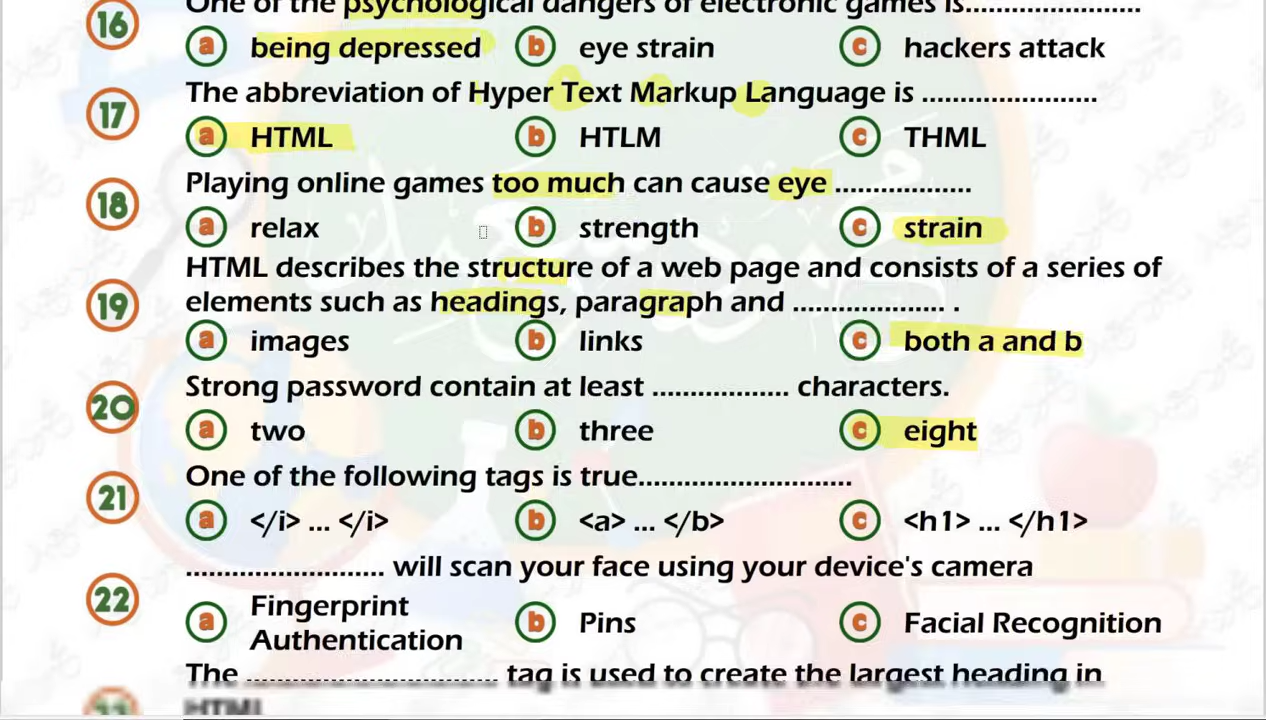 16 One of the psychological dangers of electronic games is.......................
a being depressed b eye strain c hackers attack
17 The abbreviation of Hyper Text Markup Language is .......................
a HTML b HTLM c THML
18 Playing online games too much can cause eye ..................
a relax b strength c strain
19 HTML describes the structure of a web page and consists of a series of
elements such as headings, paragraph and .................... .
a images b links c both a and b
20 Strong password contain at least .................. characters.
a two b three c eight
21 One of the following tags is true............................
a </i> ... </i> b <a> ... </b> c <h1> ... </h1>
22 .......................... will scan your face using your device's camera
a Fingerprint Authentication b Pins c Facial Recognition
23 The ................................. tag is used to create the largest heading in
HTML